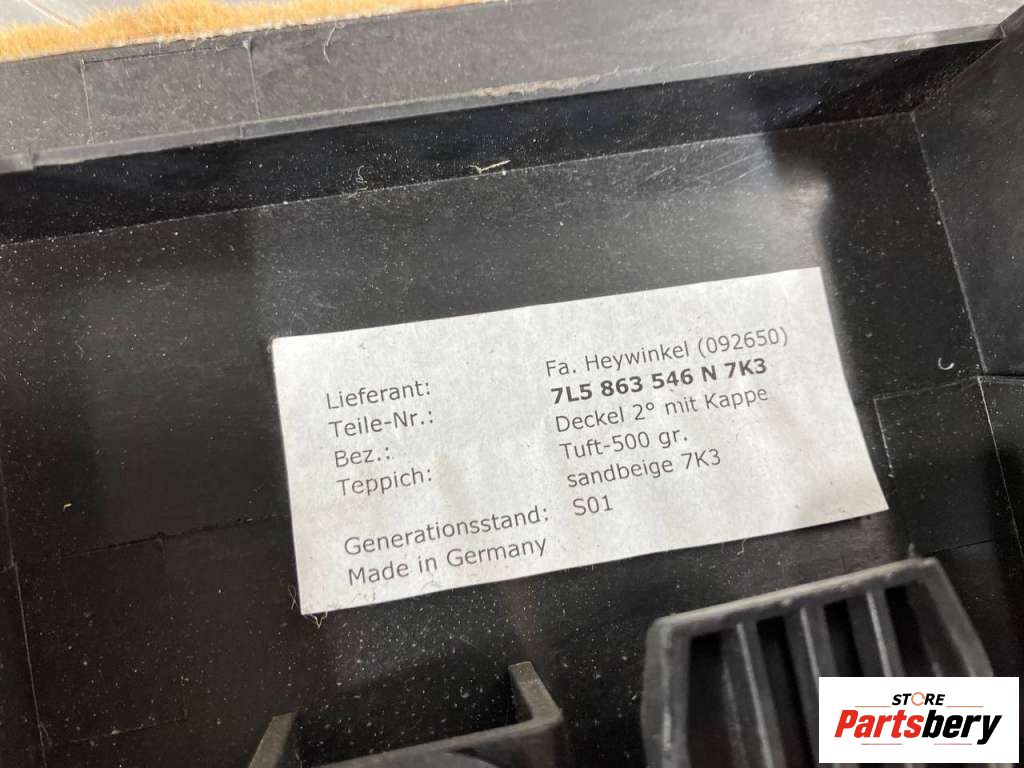 Lieferant: Fa. Heywinkel (092650)
Teile-Nr.: 7L5 863 546 N 7K3
Bez.: Deckel 2° mit Kappe
Teppich: Tuft-500 gr.
sandbeige 7K3
Generationsstand: S01
Made in Germany
STORE
Partsbery